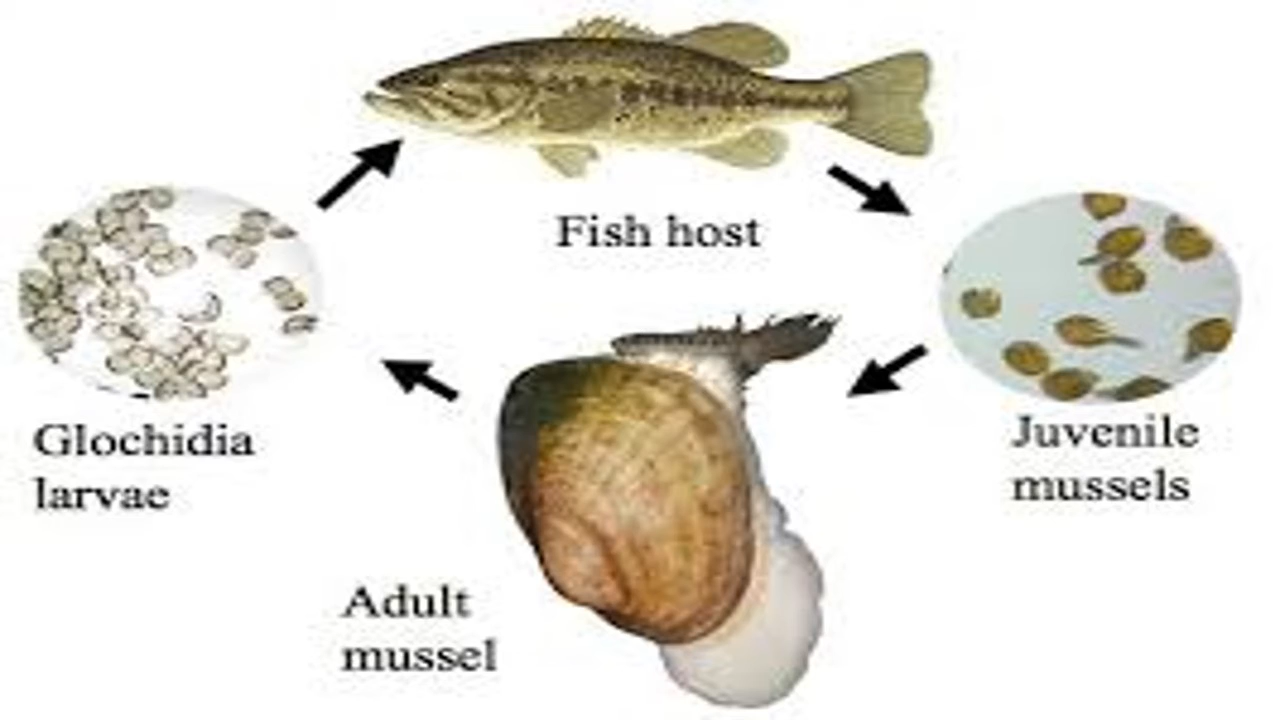 Fish host
Glochidia
larvae
Juvenile
mussels
Adult
mussel